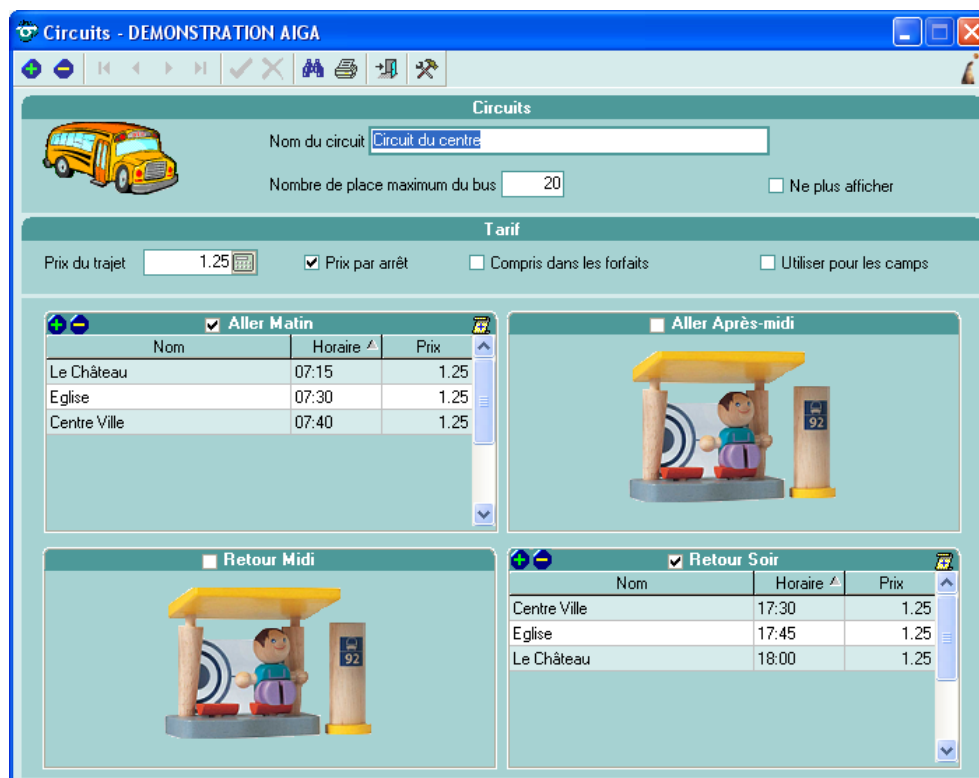 Circuits - DEMONSTRATION AIGA
Circuits
Nom du circuit Circuit du centre
Nombre de place maximum du bus 20 Ne plus afficher
Tarif
Prix du trajet 1.25 Prix par arrêt Compris dans les forfaits Utiliser pour les camps
Aller Matin
Nom Horaire Prix
Le Château 07:15 1.25
Eglise 07:30 1.25
Centre Ville 07:40 1.25
Aller Après-midi
92
Retour Midi
92
Retour Soir
Nom Horaire Prix
Centre Ville 17:30 1.25
Eglise 17:45 1.25
Le Château 18:00 1.25